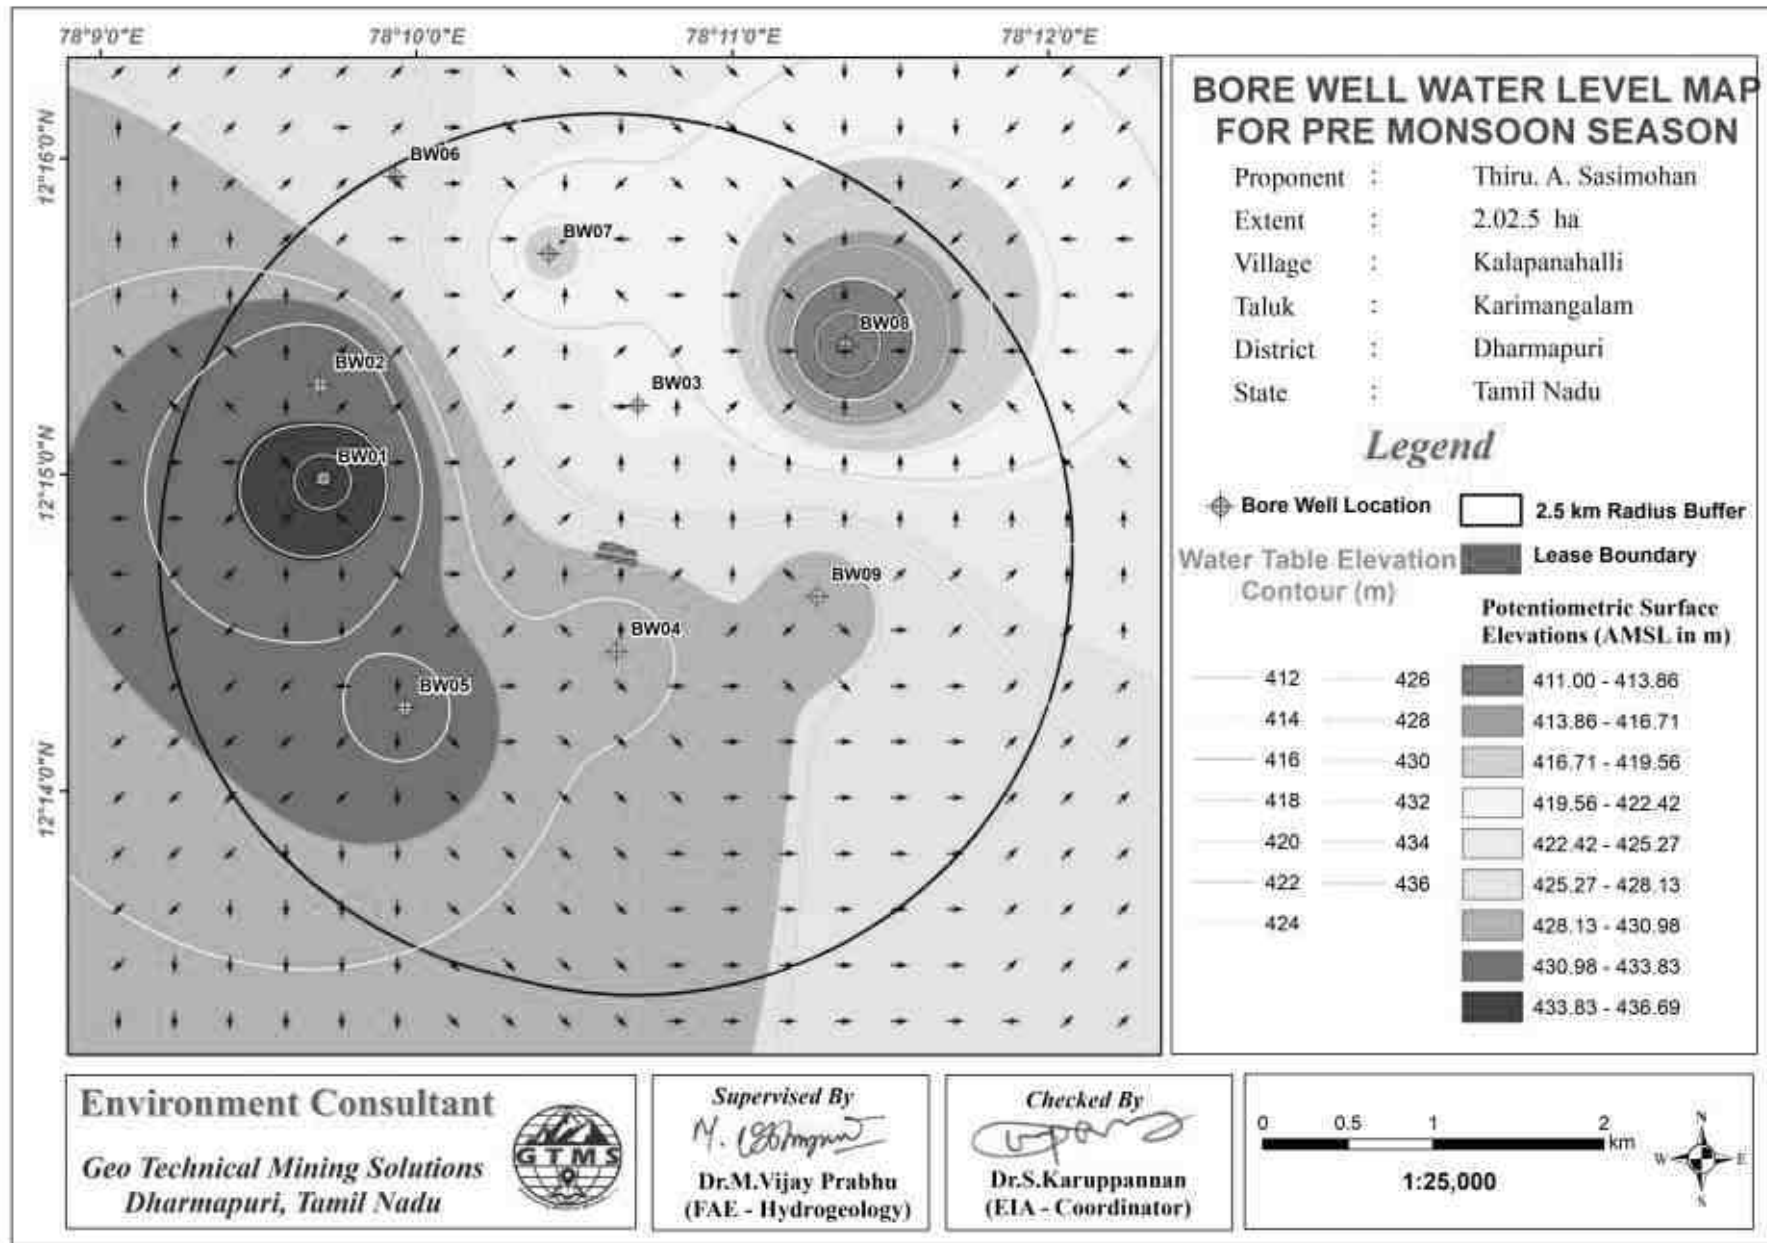 78°9'0"E 78°10'0"E 78°11'0"E 78°12'0"E
12°16'0"N
12°15'0"N
12°14'0"N
BW06
BW07
BW08
BW02
BW03
BW01
BW09
BW04
BW05
BORE WELL WATER LEVEL MAP
FOR PRE MONSOON SEASON
Proponent : Thiru. A. Sasimohan
Extent : 2.02.5 ha
Village : Kalapanahalli
Taluk : Karimangalam
District : Dharmapuri
State : Tamil Nadu
Legend
Bore Well Location
2.5 km Radius Buffer
Lease Boundary
Water Table Elevation
Contour (m)
412 426
414 428
416 430
418 432
420 434
422 436
424
Potentiometric Surface
Elevations (AMSL in m)
411.00 - 413.86
413.86 - 416.71
416.71 - 419.56
419.56 - 422.42
422.42 - 425.27
425.27 - 428.13
428.13 - 430.98
430.98 - 433.83
433.83 - 436.69
Environment Consultant
Geo Technical Mining Solutions
Dharmapuri, Tamil Nadu
GTMS
Supervised By
Dr.M.Vijay Prabhu
(FAE - Hydrogeology)
Checked By
Dr.S.Karuppannan
(EIA - Coordinator)
0 0.5 1 2
km
1:25,000
N
W E
S